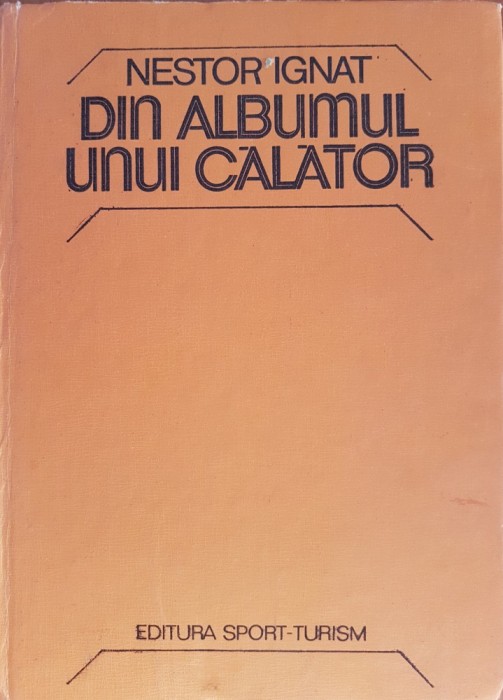 NESTOR IGNAT
DIN ALBUMUL
UNUI CĂLĂTOR
EDITURA SPORT-TURISM